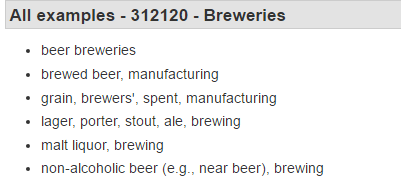 All examples - 312120 - Breweries
beer breweries
brewed beer, manufacturing
grain, brewers', spent, manufacturing
lager, porter, stout, ale, brewing
malt liquor, brewing
non-alcoholic beer (e.g., near beer), brewing